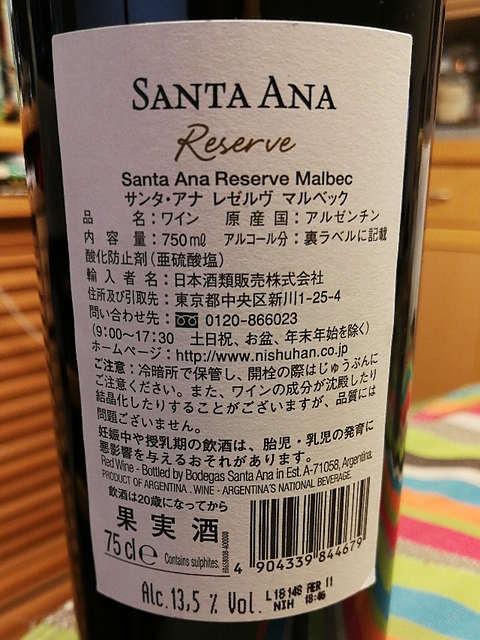 SANTA ANA
Reserve
Santa Ana Reserve Malbec
サンタ・アナ レゼルヴ マルベック
品 名：ワイン 原産国：アルゼンチン
内容量：750㎖ アルコール分：裏ラベルに記載
酸化防止剤（亜硫酸塩）
輸入者名：日本酒類販売株式会社
住所及び引取先：東京都中央区新川1-25-4
問い合わせ先： 0120-866023
(9:00〜17:30 土日祝、お盆、年末年始を除く)
ホームページ：http://www.nishuhan.co.jp
ご注意：冷暗所で保管し、開栓の際はじゅうぶんに
ご注意ください。また、ワインの成分が沈殿したり
結晶化したりすることがございますが、品質には
問題ございません。
妊娠中や授乳期の飲酒は、胎児・乳児の発育に
悪影響を与えるおそれがあります。
Red Wine - Bottled by Bodegas Santa Ana in Est. A-71058, Argentina.
PRODUCT OF ARGENTINA . WINE - ARGENTINA'S NATIONAL BEVERAGE.
飲酒は20歳になってから
果実酒
75 cl e Contains sulphites.
4 904339 844679
Alc.13,5 % Vol. L18148 AER 11
NIH 18:46